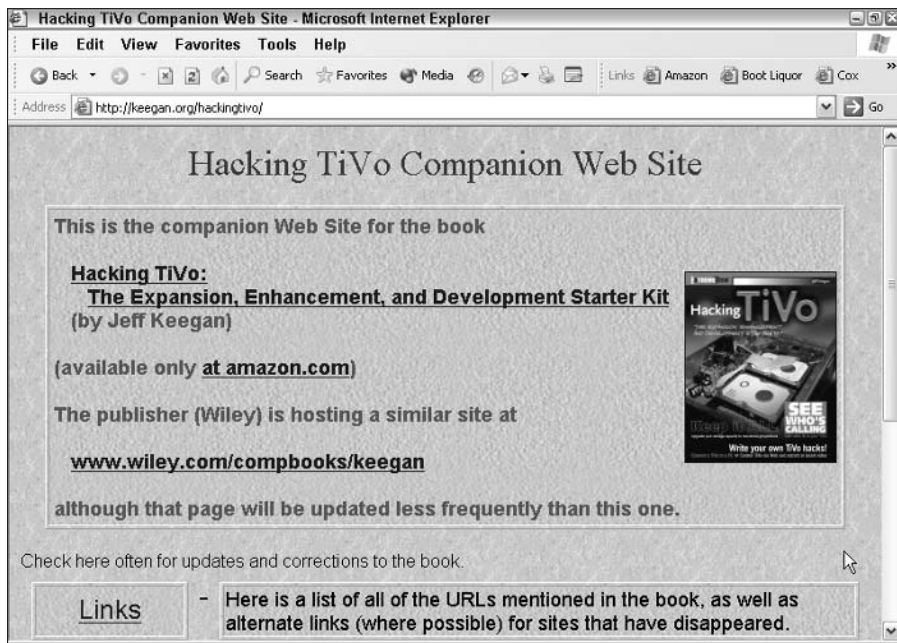 Hacking TiVo Companion Web Site - Microsoft Internet Explorer
File Edit View Favorites Tools Help
Back Search Favorites Media Links Amazon Boot Liquor Cox »
Address http://keegan.org/hackingtivo/ Go
Hacking TiVo Companion Web Site
This is the companion Web Site for the book
Hacking TiVo:
The Expansion, Enhancement, and Development Starter Kit
(by Jeff Keegan)
(available only at amazon.com)
The publisher (Wiley) is hosting a similar site at
www.wiley.com/compbooks/keegan
although that page will be updated less frequently than this one.
Hacking TiVo
SEE
WHO'S
CALLING
Write your own TiVo hacks!
Check here often for updates and corrections to the book.
Links - Here is a list of all of the URLs mentioned in the book, as well as
alternate links (where possible) for sites that have disappeared.